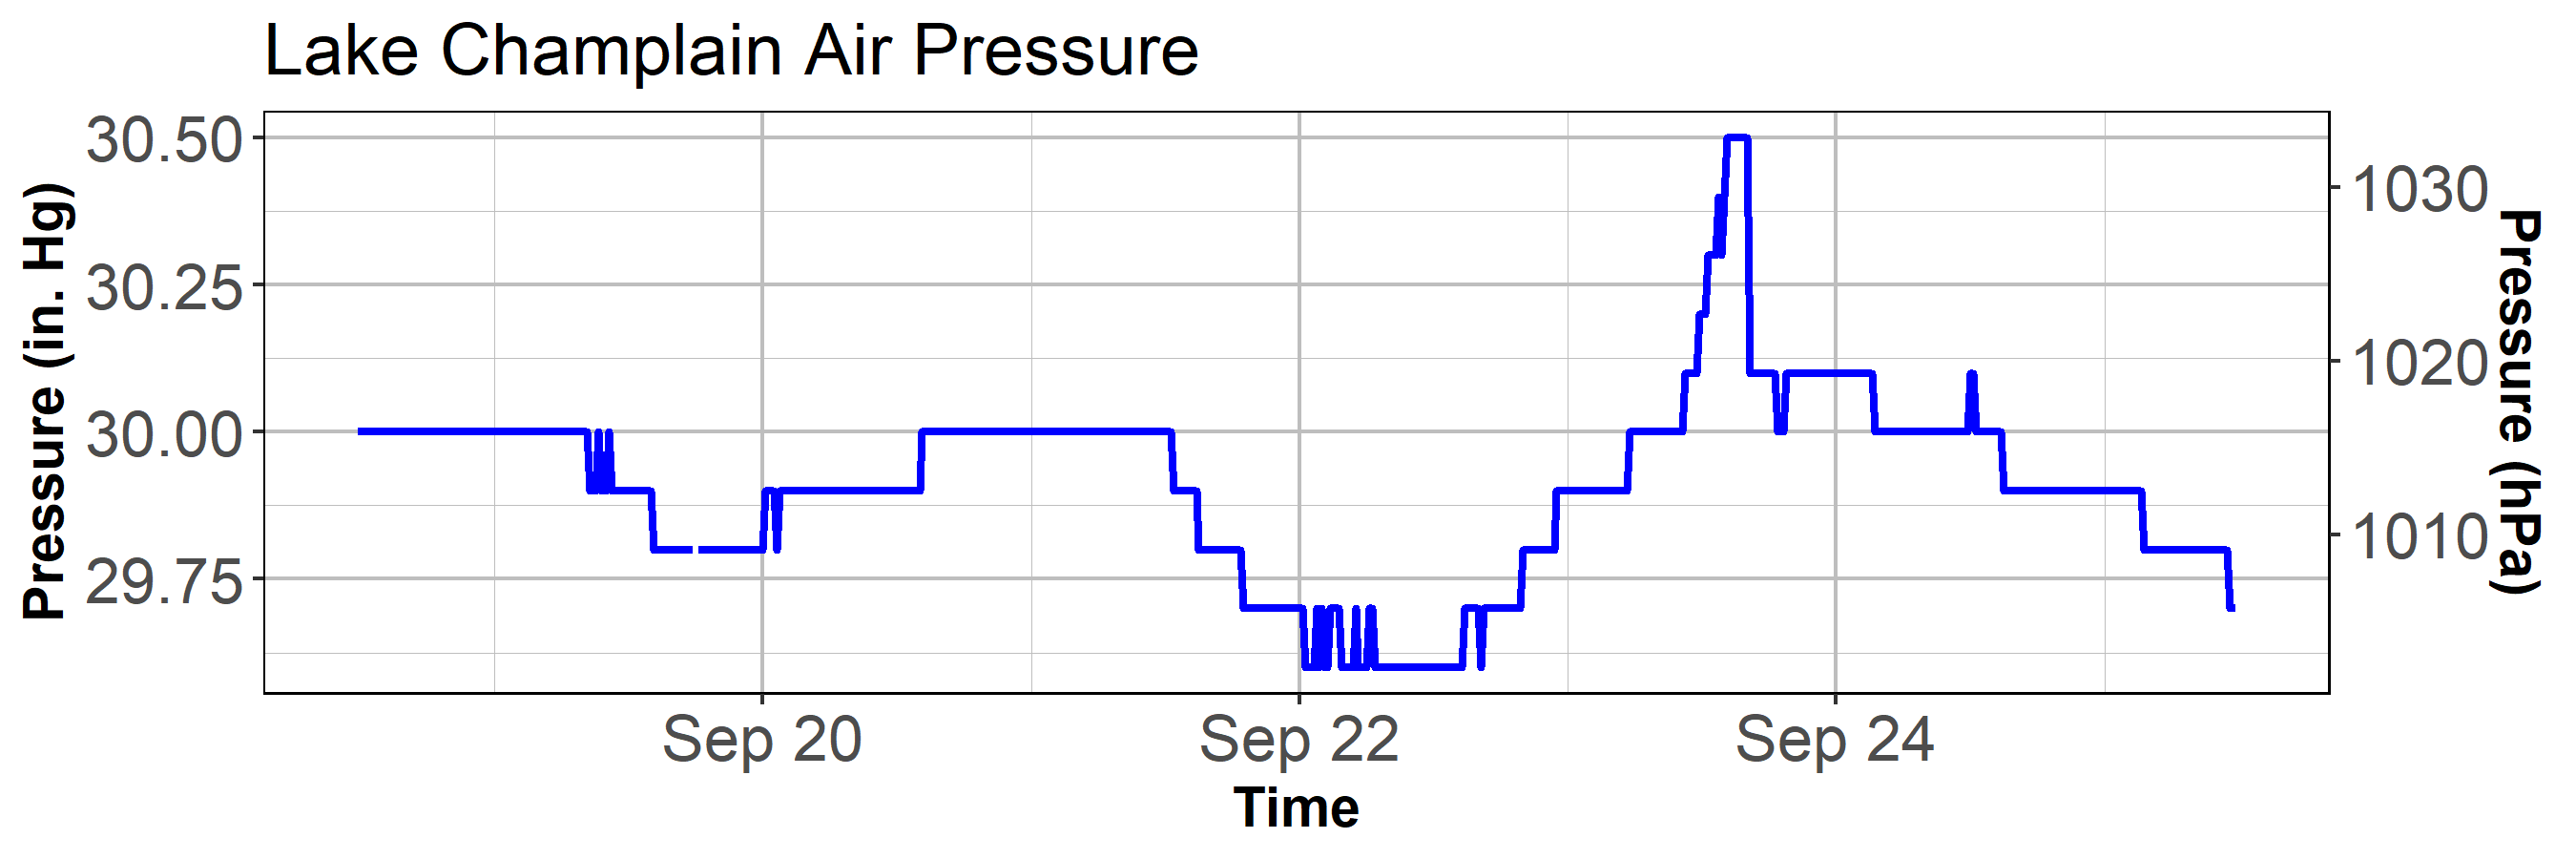 Lake Champlain Air Pressure
Pressure (in. Hg)
30.50
30.25
30.00
29.75
1030
1020
1010
Pressure (hPa)
Sep 20
Sep 22
Sep 24
Time